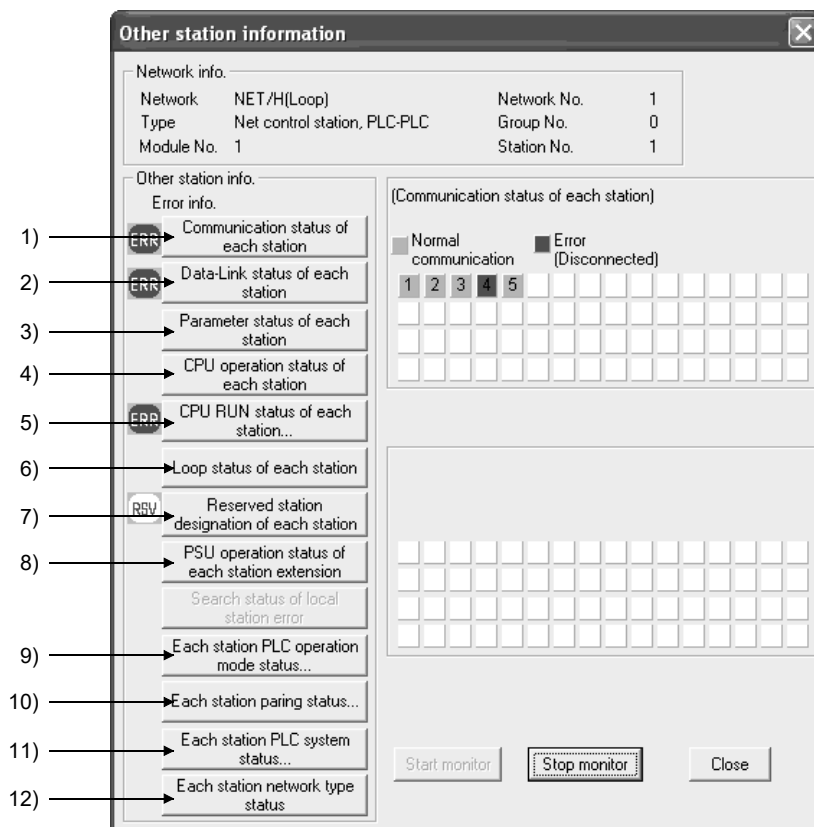 Other station information
Network info.
Network NET/H(Loop) Network No. 1
Type Net control station, PLC-PLC Group No. 0
Module No. 1 Station No. 1
Other station info.
Error info.
(Communication status of each station)
1) ERR Communication status of
each station
Normal
communication
Error
(Disconnected)
2) ERR Data-Link status of each
station
1 2 3 4 5
3) Parameter status of each
station
4) CPU operation status of
each station
5) ERR CPU RUN status of each
station...
6) Loop status of each station
7) RSV Reserved station
designation of each station
8) PSU operation status of
each station extension
Search status of local
station error
9) Each station PLC operation
mode status...
10) Each station paring status...
11) Each station PLC system
status...
12) Each station network type
status
Start monitor Stop monitor Close